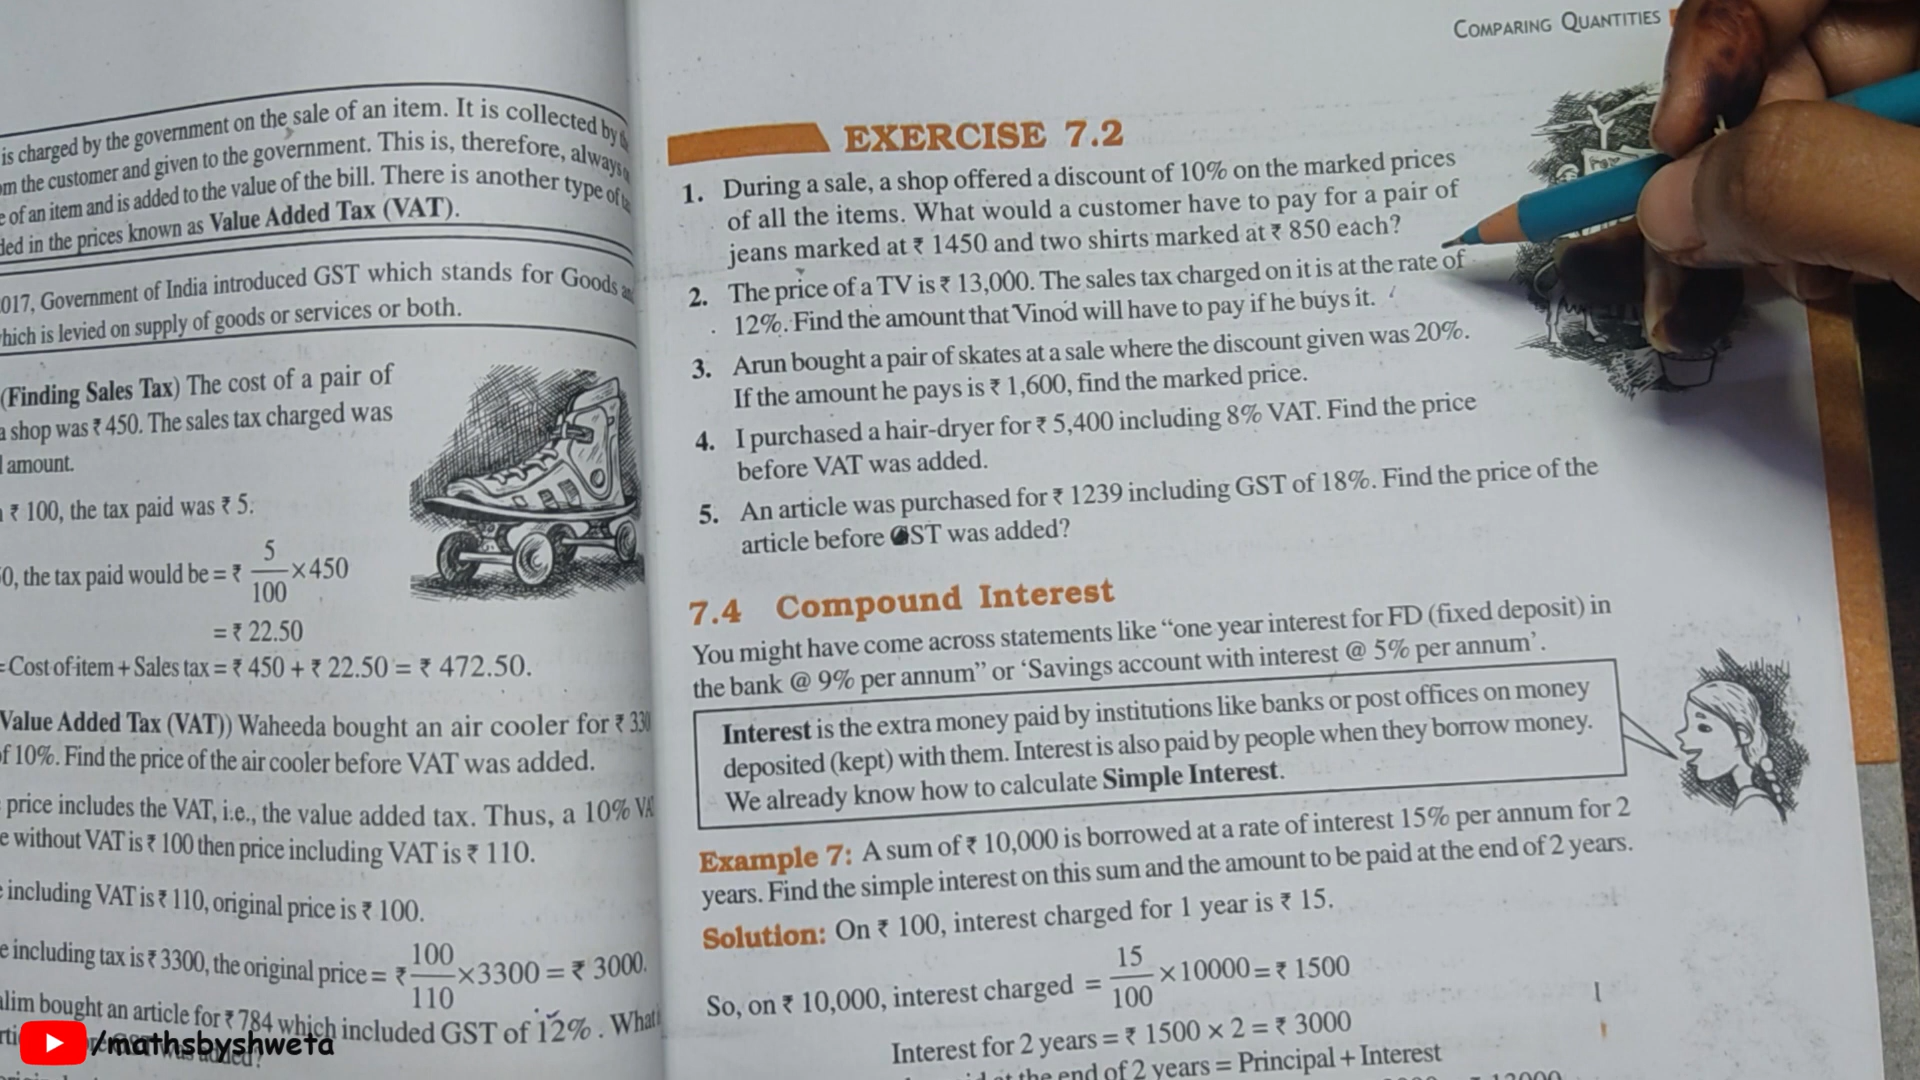 is charged by the government on the sale of an item. It is collected by
om the customer and given to the government. This is, therefore, always
e of an item and is added to the value of the bill. There is another type of
ded in the prices known as Value Added Tax (VAT).
017, Government of India introduced GST which stands for Goods
hich is levied on supply of goods or services or both.
(Finding Sales Tax) The cost of a pair of
a shop was ₹ 450. The sales tax charged was
amount.
₹ 100, the tax paid was ₹ 5.
0, the tax paid would be = ₹ 5/100 ×450
= ₹ 22.50
= Cost of item + Sales tax = ₹ 450 + ₹ 22.50 = ₹ 472.50.
Value Added Tax (VAT)) Waheeda bought an air cooler for ₹ 330
of 10%. Find the price of the air cooler before VAT was added.
price includes the VAT, i.e., the value added tax. Thus, a 10% VA
e without VAT is ₹ 100 then price including VAT is ₹ 110.
including VAT is ₹ 110, original price is ₹ 100.
e including tax is ₹ 3300, the original price = ₹ 100/110 ×3300 = ₹ 3000.
alim bought an article for ₹ 784 which included GST of 12% . What
was added?
/mathsbyshweta
COMPARING QUANTITIES
EXERCISE 7.2
1. During a sale, a shop offered a discount of 10% on the marked prices
of all the items. What would a customer have to pay for a pair of
jeans marked at ₹ 1450 and two shirts marked at ₹ 850 each?
2. The price of a TV is ₹ 13,000. The sales tax charged on it is at the rate of
12%. Find the amount that Vinod will have to pay if he buys it.
3. Arun bought a pair of skates at a sale where the discount given was 20%.
If the amount he pays is ₹ 1,600, find the marked price.
4. I purchased a hair-dryer for ₹ 5,400 including 8% VAT. Find the price
before VAT was added.
5. An article was purchased for ₹ 1239 including GST of 18%. Find the price of the
article before GST was added?
7.4 Compound Interest
You might have come across statements like “one year interest for FD (fixed deposit) in
the bank @ 9% per annum” or ‘Savings account with interest @ 5% per annum’.
Interest is the extra money paid by institutions like banks or post offices on money
deposited (kept) with them. Interest is also paid by people when they borrow money.
We already know how to calculate Simple Interest.
Example 7: A sum of ₹ 10,000 is borrowed at a rate of interest 15% per annum for 2
years. Find the simple interest on this sum and the amount to be paid at the end of 2 years.
Solution: On ₹ 100, interest charged for 1 year is ₹ 15.
So, on ₹ 10,000, interest charged = 15/100 ×10000 = ₹ 1500
Interest for 2 years = ₹ 1500 × 2 = ₹ 3000
the end of 2 years = Principal + Interest